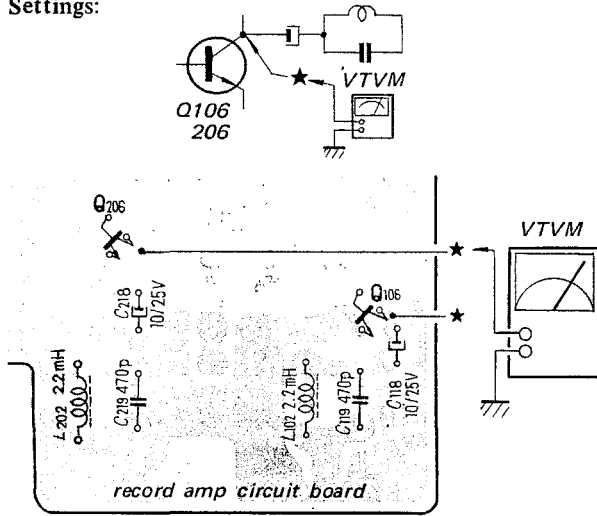 Settings:
VTVM
Q106
206
Q206
VTVM
C218
10/25V
Q106
L202 2.2mH
C219 470p
L102 2.2mH
C119 470p
C118
10/25V
record amp circuit board